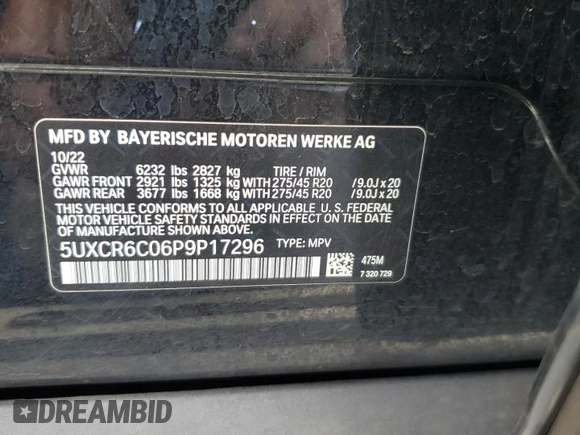 MFD BY BAYERISCHE MOTOREN WERKE AG
10/22
GVWR 6232 lbs 2827 kg TIRE / RIM
GAWR FRONT 2921 lbs 1325 kg WITH 275/45 R20 / 9.0J x 20
GAWR REAR 3677 lbs 1668 kg WITH 275/45 R20 / 9.0J x 20
THIS VEHICLE CONFORMS TO ALL APPLICABLE U.S. FEDERAL
MOTOR VEHICLE SAFETY STANDARDS IN EFFECT ON THE DATE
OF MANUFACTURE SHOWN ABOVE.
5UXCR6C06P9P17296 TYPE: MPV
475M
7 320 729
DREAMBID